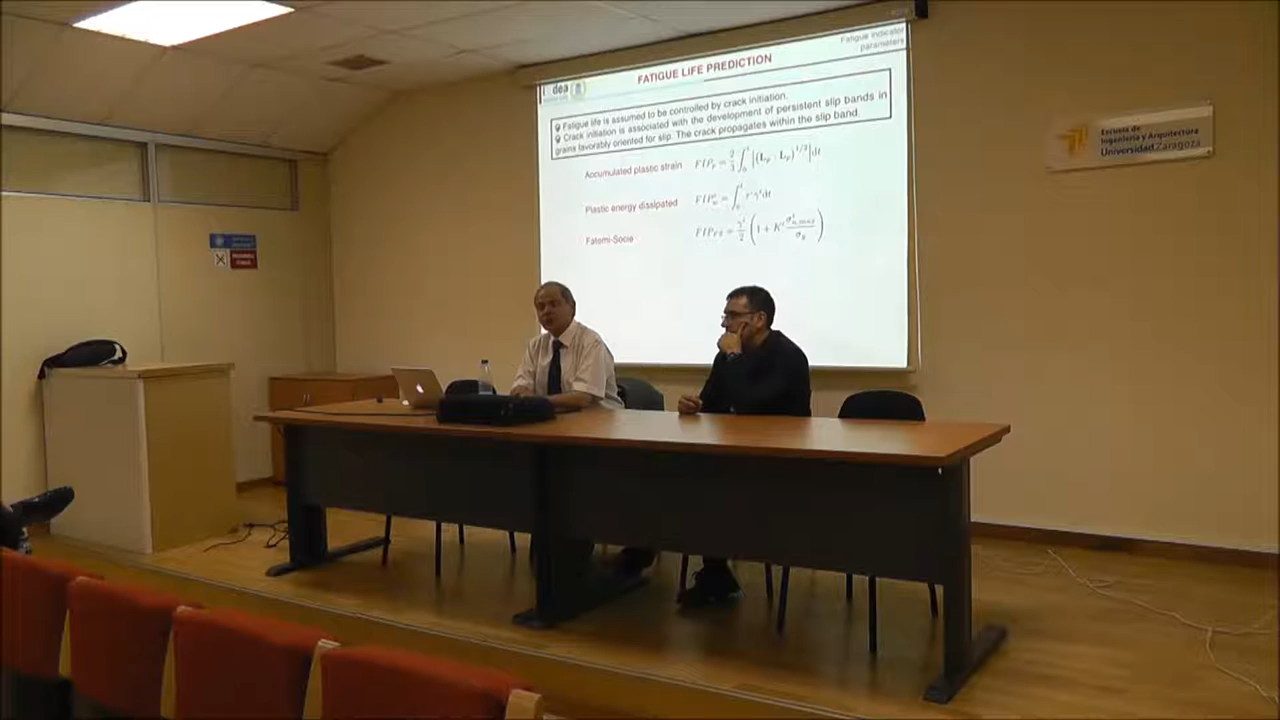 Fatigue indicator
parameters
FATIGUE LIFE PREDICTION
i dea
Fatigue life is assumed to be controlled by crack initiation.
Crack initiation is associated with the development of persistent slip bands in
grains favorably oriented for slip. The crack propagates within the slip band
Accumulated plastic strain
Plastic energy dissipated
Fatemi-Socie
Escuela de
Ingeniería y Arquitectura
Universidad Zaragoza